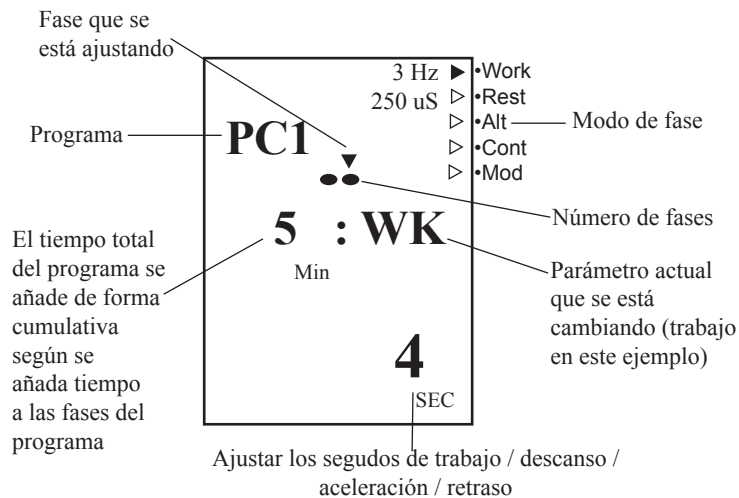 Fase que se
está ajustando
3 Hz •Work
250 uS •Rest
•Alt
•Cont
•Mod
Modo de fase
Programa
PC1
Número de fases
5 : WK
Min
El tiempo total
del programa se
añade de forma
cumulativa
según se
añada tiempo
a las fases del
programa
Parámetro actual
que se está
cambiando (trabajo
en este ejemplo)
4
SEC
Ajustar los segudos de trabajo / descanso /
aceleración / retraso